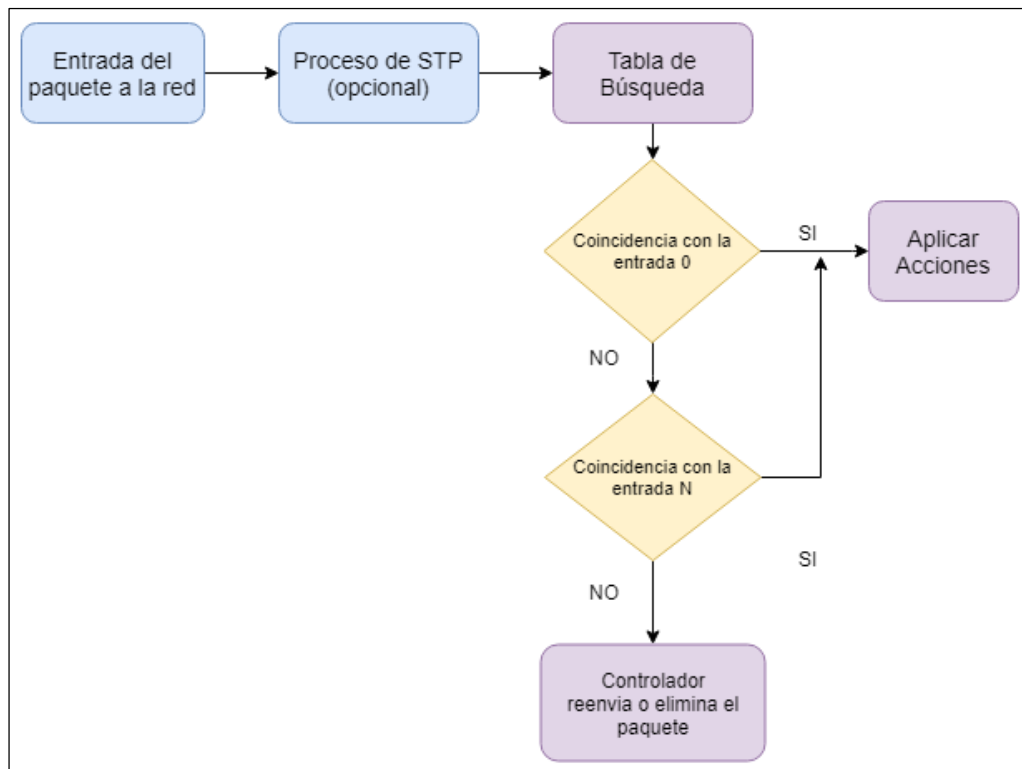 Entrada del
paquete a la red
Proceso de STP
(opcional)
Tabla de
Búsqueda
Coincidencia con la
entrada 0
SI
Aplicar
Acciones
NO
Coincidencia con la
entrada N
SI
NO
Controlador
reenvia o elimina el
paquete